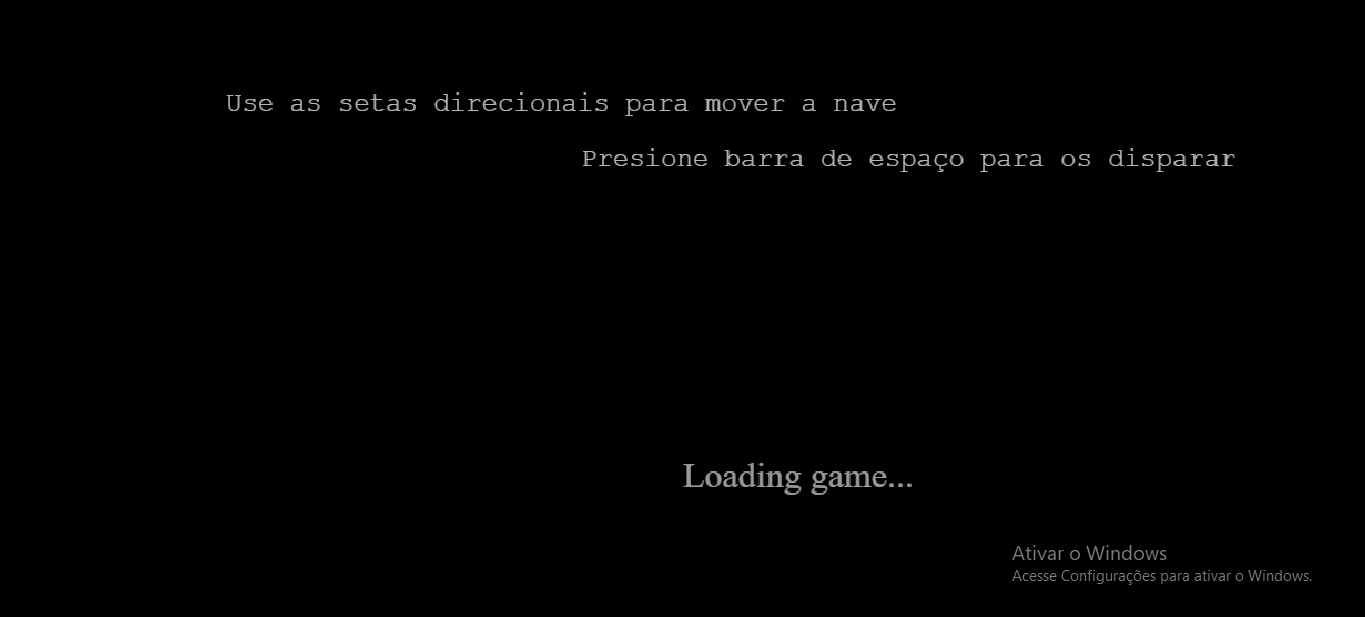 Use as setas direcionais para mover a nave
Presione barra de espaço para os disparar
Loading game...
Ativar o Windows
Acesse Configurações para ativar o Windows.